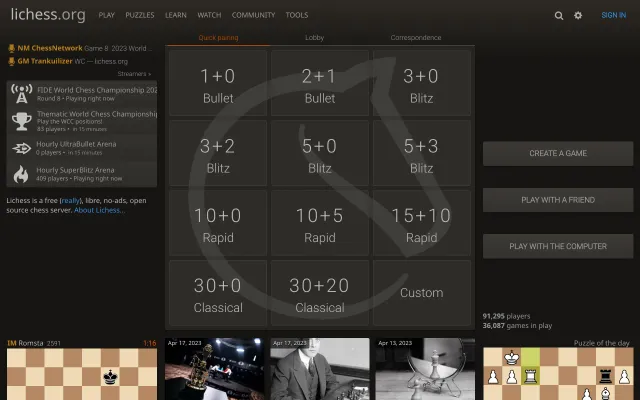 lichess.org
PLAY PUZZLES LEARN WATCH COMMUNITY TOOLS
SIGN IN
NM ChessNetwork Game 8 2023 World ...
GM Trankuilizer WC — lichess org
Streamers »
FIDE World Chess Championship 202
Round 8 • Playing right now
Thematic World Chess Championship
Play the WCC positions!
83 players • in 15 minutes
Hourly UltraBullet Arena
0 players • in 15 minutes
Hourly SuperBlitz Arena
409 players • Playing right now
Lichess is a free (really), libre, no-ads, open
source chess server. About Lichess...
Quick pairing Lobby Correspondence
1+0
Bullet
2+1
Bullet
3+0
Blitz
3+2
Blitz
5+0
Blitz
5+3
Blitz
10+0
Rapid
10+5
Rapid
15+10
Rapid
30+0
Classical
30+20
Classical
Custom
CREATE A GAME
PLAY WITH A FRIEND
PLAY WITH THE COMPUTER
91,295 players
36,087 games in play
IM Romsta 2591 1:16
Apr 17, 2023
Apr 17, 2023
Apr 13, 2023
Puzzle of the day